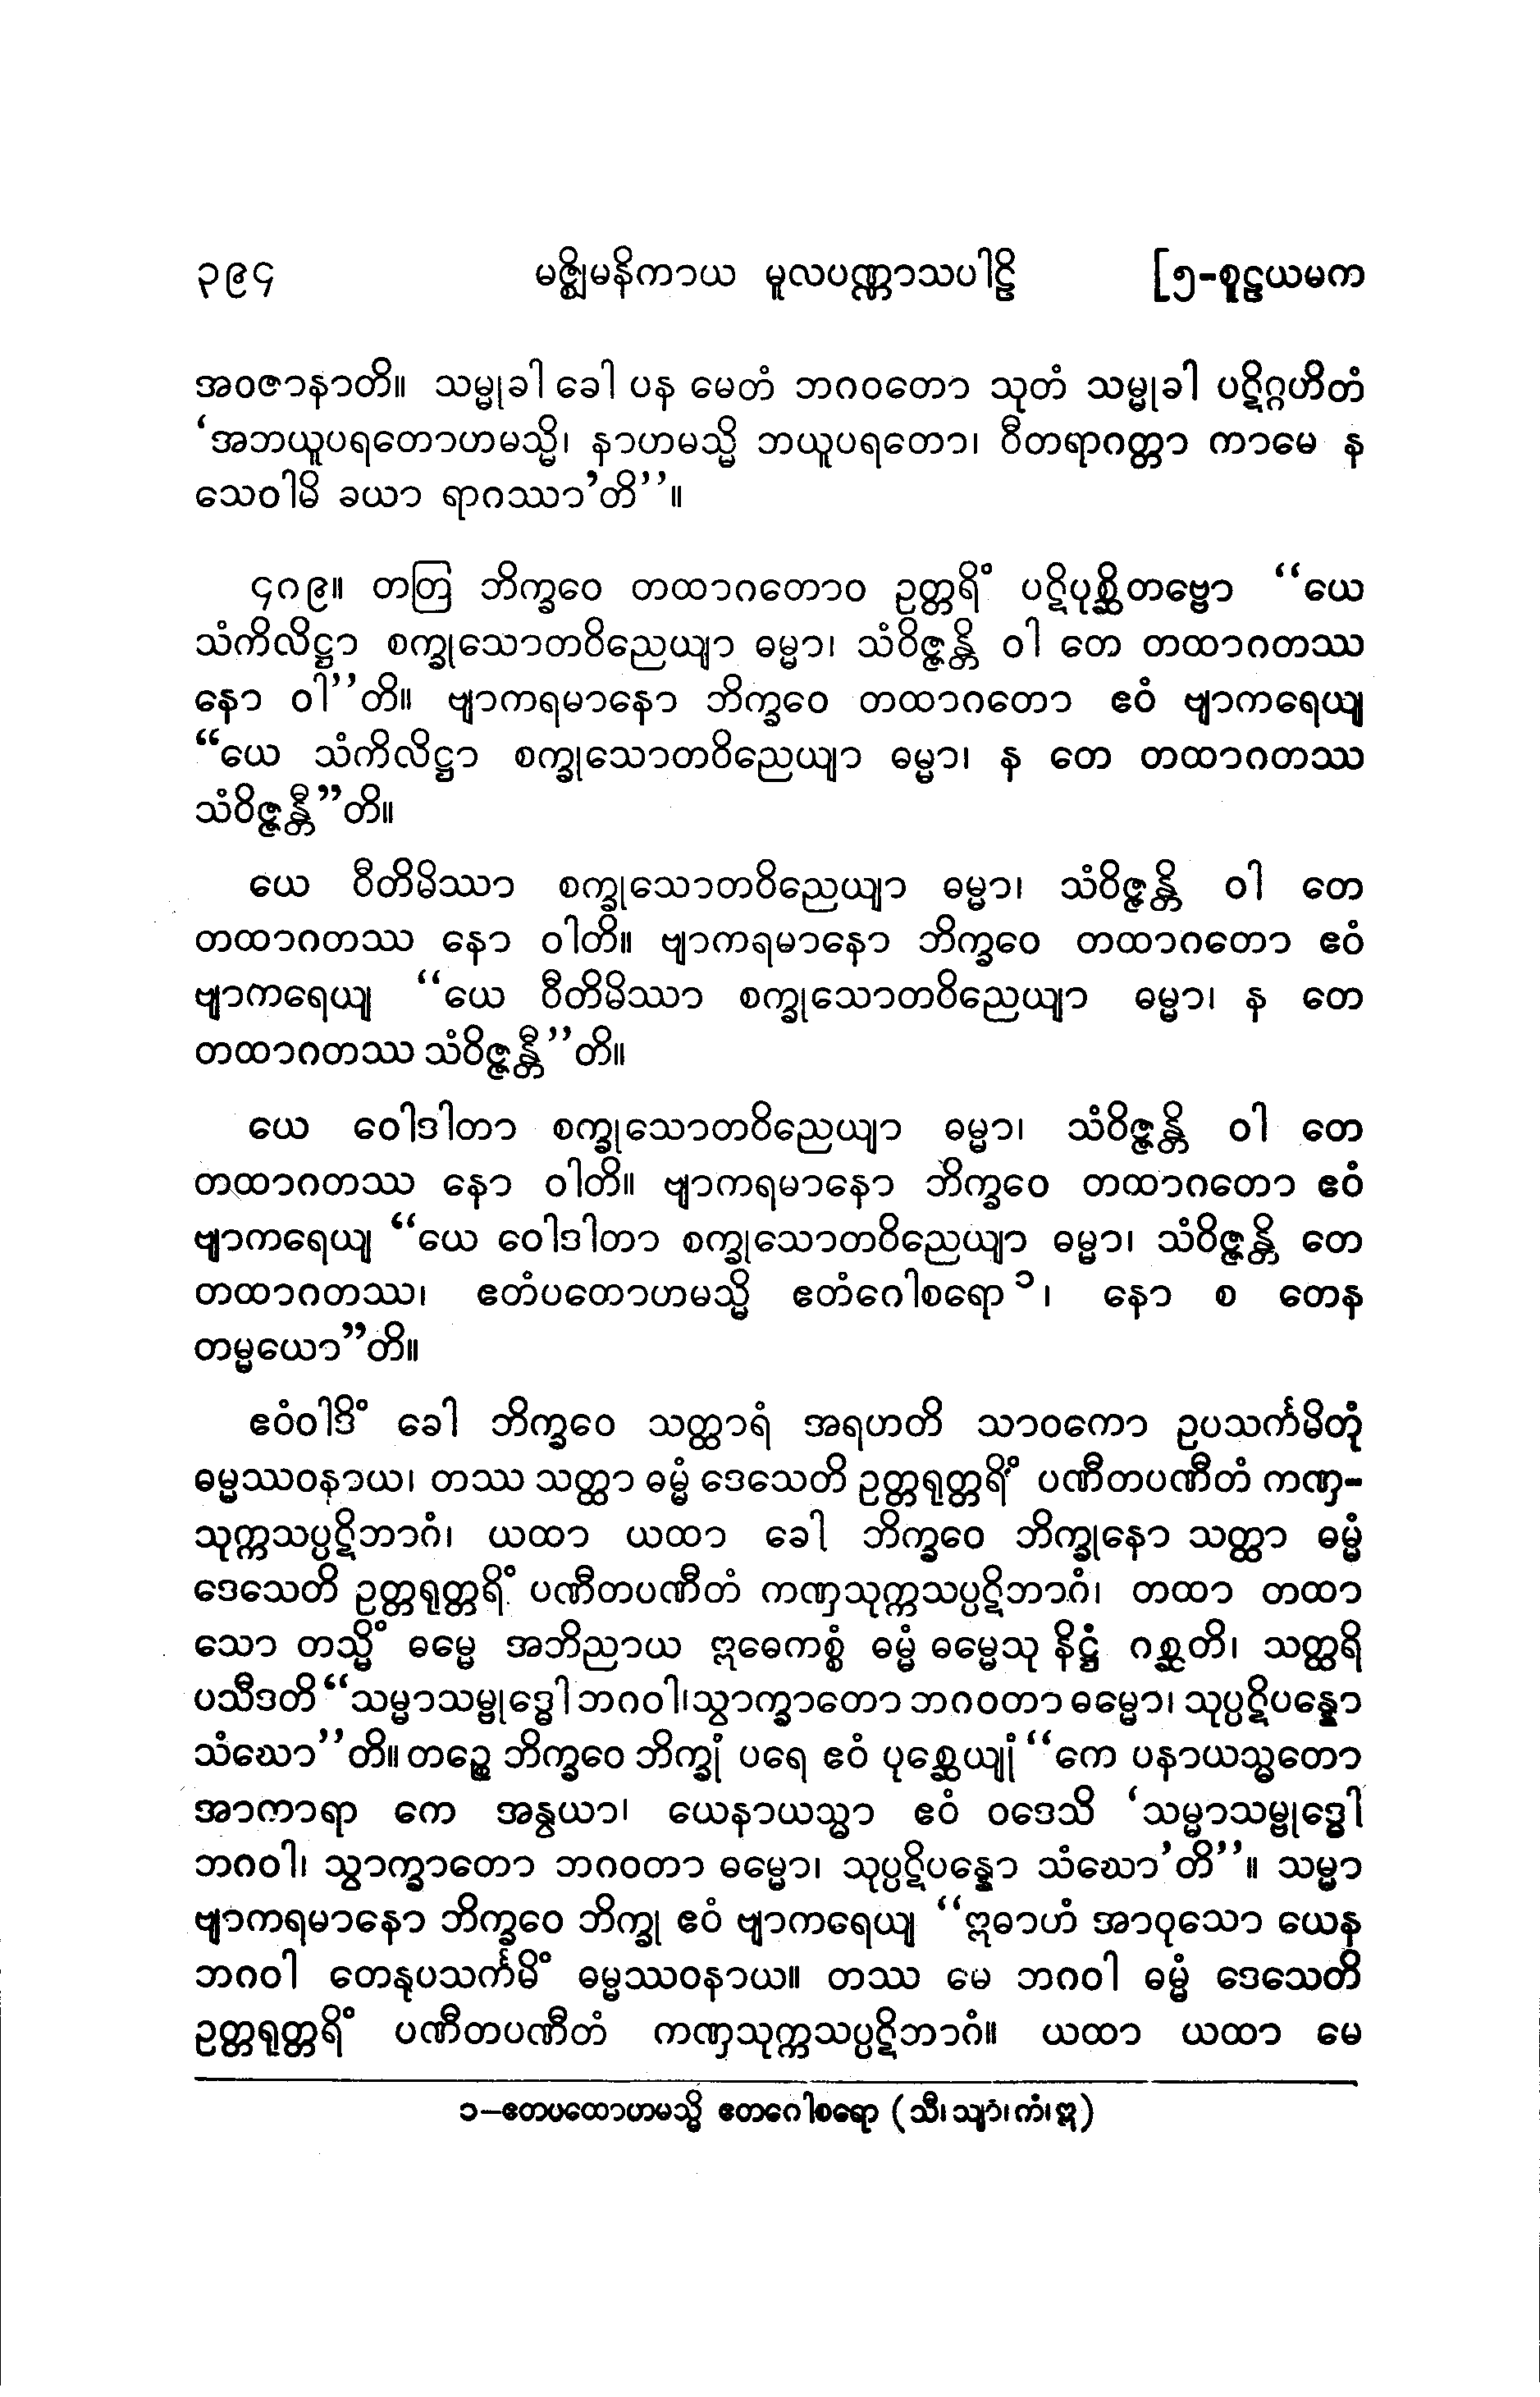 ၃၉၄ မဇ္ဈိမနိကာယ မူလပဏ္ဏာသပါဠိ [၅-စူဠယမက
အဝဇာနာတိ။ သမ္မုခါ ခေါ ပန မေတံ ဘဂဝတော သုတံ သမ္မုခါ ပဋိဂ္ဂဟိတံ
‘အဘယူပရတောဟမသ္မိ၊ နာဟမသ္မိ ဘယူပရတော၊ ဝီတရာဂတ္တာ ကာမေ န
သေဝါမိ ခယာ ရာဂဿာ’တိ’’။
၄၈၉။ တတြ ဘိက္ခဝေ တထာဂတောဝ ဥတ္တရိံ ပဋိပုစ္ဆိတဗ္ဗော “ယေ
သံကိလိဋ္ဌာ စက္ခုသောတဝိညေယျာ ဓမ္မာ၊ သံဝိဇ္ဇန္တိ ဝါ တေ တထာဂတဿ
နော ဝါ’’တိ။ ဗျာကရမာနော ဘိက္ခဝေ တထာဂတော ဧဝံ ဗျာကရေယျ
“ယေ သံကိလိဋ္ဌာ စက္ခုသောတဝိညေယျာ ဓမ္မာ၊ န တေ တထာဂတဿ
သံဝိဇ္ဇန္တီ”တိ။
ယေ ဝီတိမိဿာ စက္ခုသောတဝိညေယျာ ဓမ္မာ၊ သံဝိဇ္ဇန္တိ ဝါ တေ
တထာဂတဿ နော ဝါတိ။ ဗျာကရမာနော ဘိက္ခဝေ တထာဂတော ဧဝံ
ဗျာကရေယျ “ယေ ဝီတိမိဿာ စက္ခုသောတဝိညေယျာ ဓမ္မာ၊ န တေ
တထာဂတဿ သံဝိဇ္ဇန္တီ’’တိ။
ယေ ဝေါဒါတာ စက္ခုသောတဝိညေယျာ ဓမ္မာ၊ သံဝိဇ္ဇန္တိ ဝါ တေ
တထာဂတဿ နော ဝါတိ။ ဗျာကရမာနော ဘိက္ခဝေ တထာဂတော ဧဝံ
ဗျာကရေယျ “ယေ ဝေါဒါတာ စက္ခုသောတဝိညေယျာ ဓမ္မာ၊ သံဝိဇ္ဇန္တိ တေ
တထာဂတဿ၊ ဧတံပထောဟမသ္မိ ဧတံဂေါစရော ၁၊ နော စ တေန
တမ္မယော”တိ။
ဧဝံဝါဒိံ ခေါ ဘိက္ခဝေ သတ္ထာရံ အရဟတိ သာဝကော ဥပသင်္ကမိတုံ
ဓမ္မဿဝနာယ၊ တဿ သတ္ထာ ဓမ္မံ ဒေသေတိ ဥတ္တရုတ္တရိံ ပဏီတပဏီတံ ကဏှ-
သုက္ကသပ္ပဋိဘာဂံ၊ ယထာ ယထာ ခေါ ဘိက္ခဝေ ဘိက္ခုနော သတ္ထာ ဓမ္မံ
ဒေသေတိ ဥတ္တရုတ္တရိံ ပဏီတပဏီတံ ကဏှသုက္ကသပ္ပဋိဘာဂံ၊ တထာ တထာ
သော တသ္မိံ ဓမ္မေ အဘိညာယ ဣဓေကစ္စံ ဓမ္မံ ဓမ္မေသု နိဋ္ဌံ ဂစ္ဆတိ၊ သတ္ထရိ
ပသီဒတိ “သမ္မာသမ္ဗုဒ္ဓေါ ဘဂဝါ၊သွာက္ခာတော ဘဂဝတာ ဓမ္မော၊ သုပ္ပဋိပန္နော
သံဃော’’တိ။ တဉ္စေ ဘိက္ခဝေ ဘိက္ခုံ ပရေ ဧဝံ ပုစ္ဆေယျုံ “ကေ ပနာယသ္မတော
အာကာရာ ကေ အန္ဝယာ၊ ယေနာယသ္မာ ဧဝံ ဝဒေသိ ‘သမ္မာသမ္ဗုဒ္ဓေါ
ဘဂဝါ၊ သွာက္ခာတော ဘဂဝတာ ဓမ္မော၊ သုပ္ပဋိပန္နော သံဃော’တိ’’။ သမ္မာ
ဗျာကရမာနော ဘိက္ခဝေ ဘိက္ခု ဧဝံ ဗျာကရေယျ “ဣဓာဟံ အာဝုသော ယေန
ဘဂဝါ တေနုပသင်္ကမိံ ဓမ္မဿဝနာယ။ တဿ မေ ဘဂဝါ ဓမ္မံ ဒေသေတိ
ဥတ္တရုတ္တရိံ ပဏီတပဏီတံ ကဏှသုက္ကသပ္ပဋိဘာဂံ။ ယထာ ယထာ မေ
၁–ဧတပထောဟမသ္မိ ဧတဂေါစရော (သီ၊ သျာ၊ ကံ၊ ဣ)